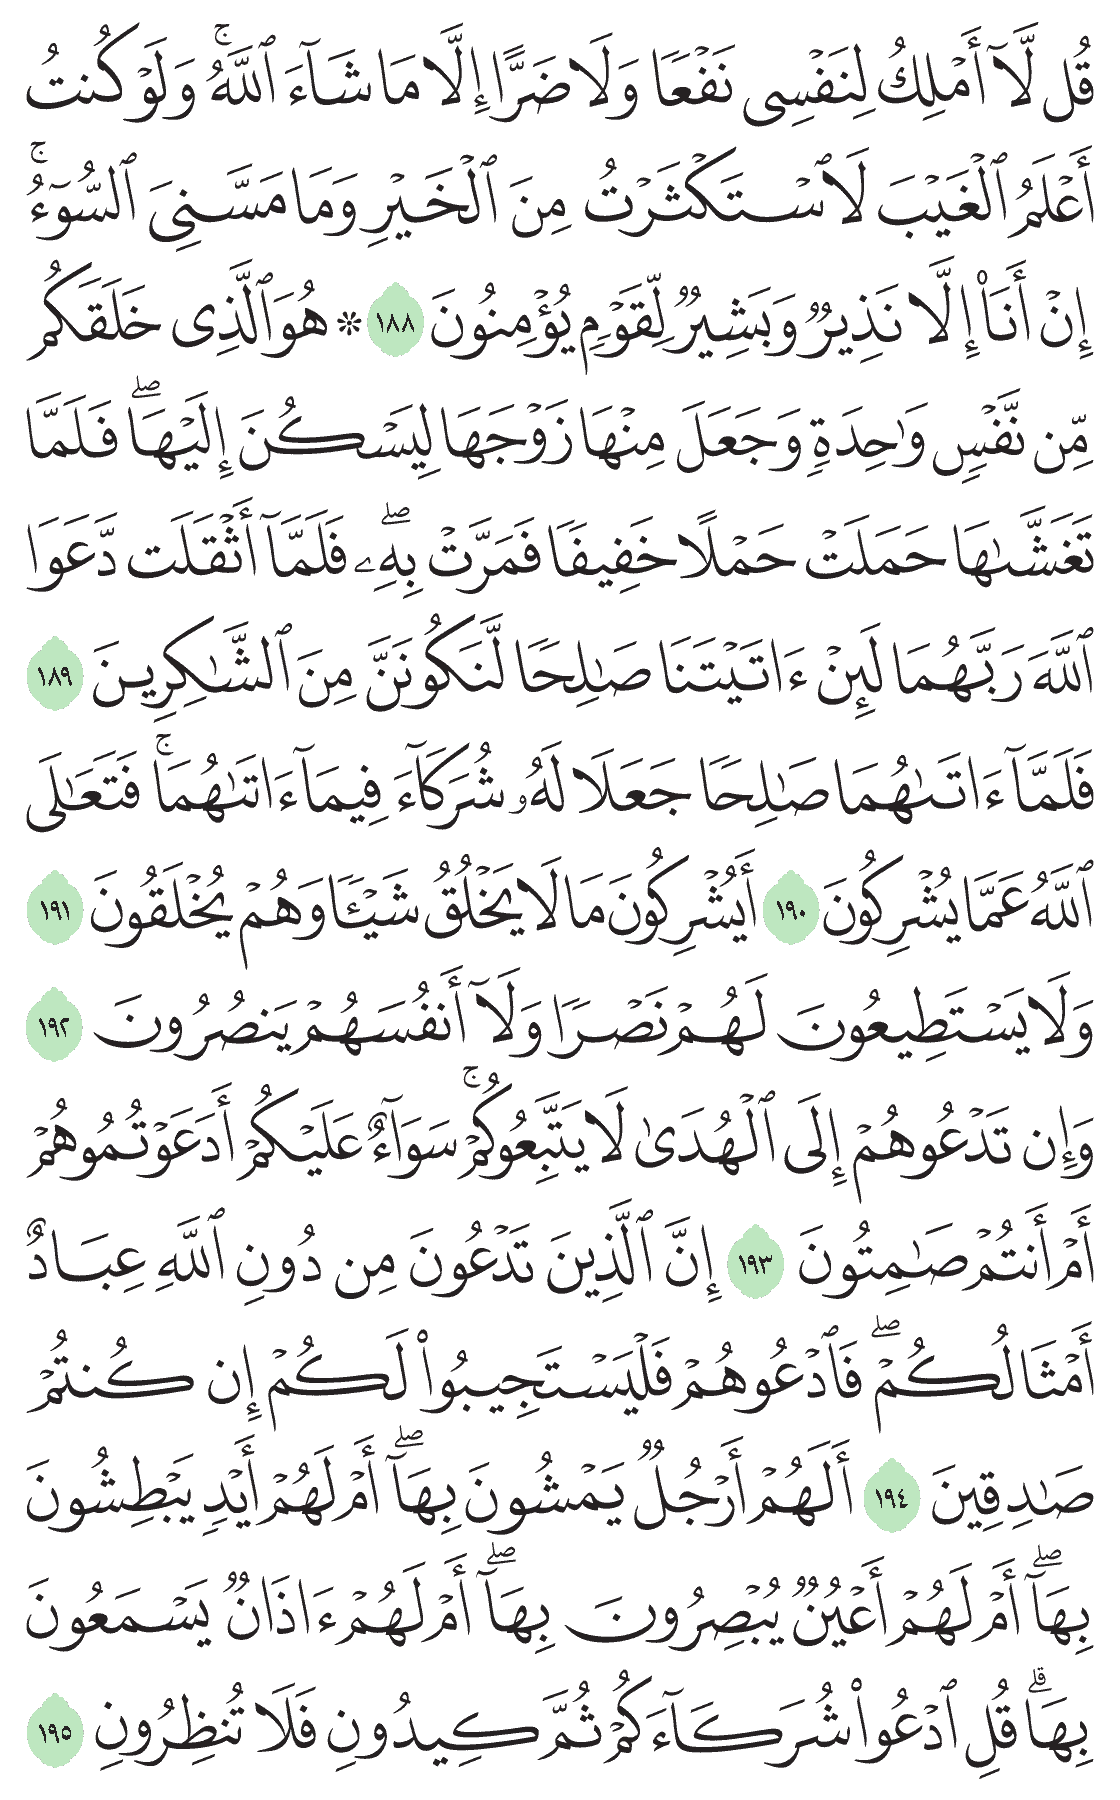 قُل لَّآ أَمۡلِكُ لِنَفۡسِي نَفۡعٗا وَلَا ضَرًّا إِلَّا مَا شَآءَ ٱللَّهُۚ وَلَوۡ كُنتُ
أَعۡلَمُ ٱلۡغَيۡبَ لَٱسۡتَكۡثَرۡتُ مِنَ ٱلۡخَيۡرِ وَمَا مَسَّنِيَ ٱلسُّوٓءُۚ
إِنۡ أَنَا۠ إِلَّا نَذِيرٞ وَبَشِيرٞ لِّقَوۡمٖ يُؤۡمِنُونَ ١٨٨ ۞ هُوَ ٱلَّذِي خَلَقَكُم
مِّن نَّفۡسٖ وَٰحِدَةٖ وَجَعَلَ مِنۡهَا زَوۡجَهَا لِيَسۡكُنَ إِلَيۡهَاۖ فَلَمَّا
تَغَشَّىٰهَا حَمَلَتۡ حَمۡلًا خَفِيفٗا فَمَرَّتۡ بِهِۦۖ فَلَمَّآ أَثۡقَلَت دَّعَوَا
ٱللَّهَ رَبَّهُمَا لَئِنۡ ءَاتَيۡتَنَا صَٰلِحٗا لَّنَكُونَنَّ مِنَ ٱلشَّٰكِرِينَ ١٨٩
فَلَمَّآ ءَاتَىٰهُمَا صَٰلِحٗا جَعَلَا لَهُۥ شُرَكَآءَ فِيمَآ ءَاتَىٰهُمَاۚ فَتَعَٰلَى
ٱللَّهُ عَمَّا يُشۡرِكُونَ ١٩٠ أَيُشۡرِكُونَ مَا لَا يَخۡلُقُ شَيۡـٔٗا وَهُمۡ يُخۡلَقُونَ ١٩١
وَلَا يَسۡتَطِيعُونَ لَهُمۡ نَصۡرٗا وَلَآ أَنفُسَهُمۡ يَنصُرُونَ ١٩٢
وَإِن تَدۡعُوهُمۡ إِلَى ٱلۡهُدَىٰ لَا يَتَّبِعُوكُمۡۚ سَوَآءٌ عَلَيۡكُمۡ أَدَعَوۡتُمُوهُمۡ
أَمۡ أَنتُمۡ صَٰمِتُونَ ١٩٣ إِنَّ ٱلَّذِينَ تَدۡعُونَ مِن دُونِ ٱللَّهِ عِبَادٌ
أَمۡثَالُكُمۡۖ فَٱدۡعُوهُمۡ فَلۡيَسۡتَجِيبُواْ لَكُمۡ إِن كُنتُمۡ
صَٰدِقِينَ ١٩٤ أَلَهُمۡ أَرۡجُلٞ يَمۡشُونَ بِهَآۖ أَمۡ لَهُمۡ أَيۡدٖ يَبۡطِشُونَ
بِهَآۖ أَمۡ لَهُمۡ أَعۡيُنٞ يُبۡصِرُونَ بِهَآۖ أَمۡ لَهُمۡ ءَاذَانٞ يَسۡمَعُونَ
بِهَاۗ قُلِ ٱدۡعُواْ شُرَكَآءَكُمۡ ثُمَّ كِيدُونِ فَلَا تُنظِرُونِ ١٩٥